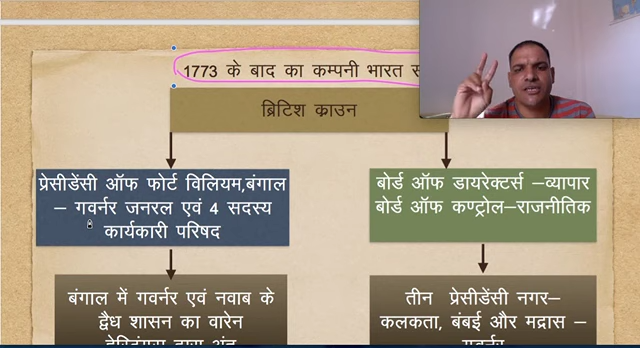 1773 के बाद का कम्पनी भारत
ब्रिटिश क्राउन
प्रेसीडेंसी ऑफ फोर्ट विलियम,बंगाल
– गवर्नर जनरल एवं 4 सदस्य
कार्यकारी परिषद
बोर्ड ऑफ डायरेक्टर्स –व्यापार
बोर्ड ऑफ कण्ट्रोल–राजनीतिक
बंगाल में गवर्नर एवं नवाब के
द्वैध शासन का वारेन
तीन प्रेसीडेंसी नगर–
कलकता, बंबई और मद्रास –